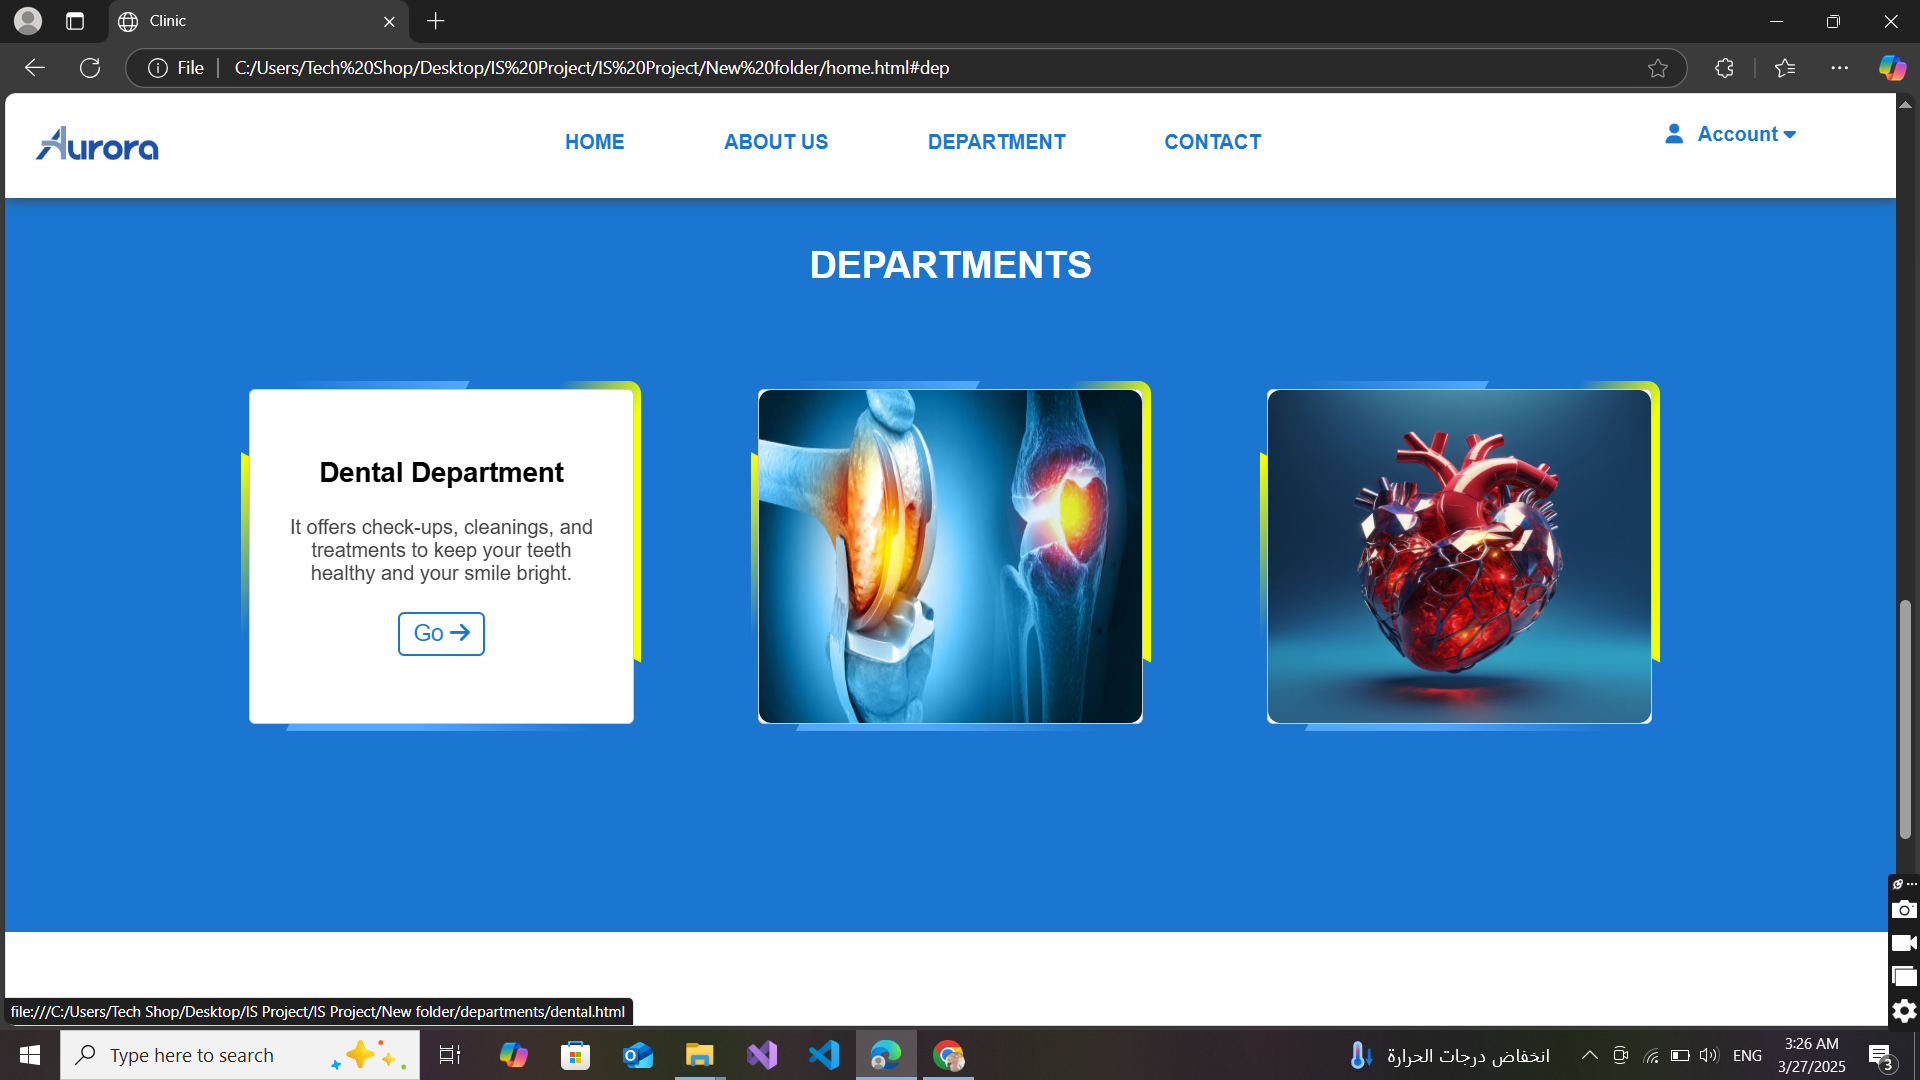 Clinic
File
C:/Users/Tech%20Shop/Desktop/IS%20Project/IS%20Project/New%20folder/home.html#dep
Aurora
HOME
ABOUT US
DEPARTMENT
CONTACT
Account
DEPARTMENTS
Dental Department
It offers check-ups, cleanings, and
treatments to keep your teeth
healthy and your smile bright.
Go
file:///C:/Users/Tech Shop/Desktop/IS Project/IS Project/New folder/departments/dental.html
Type here to search
انخفاض درجات الحرارة
ENG
3:26 AM
3/27/2025
3